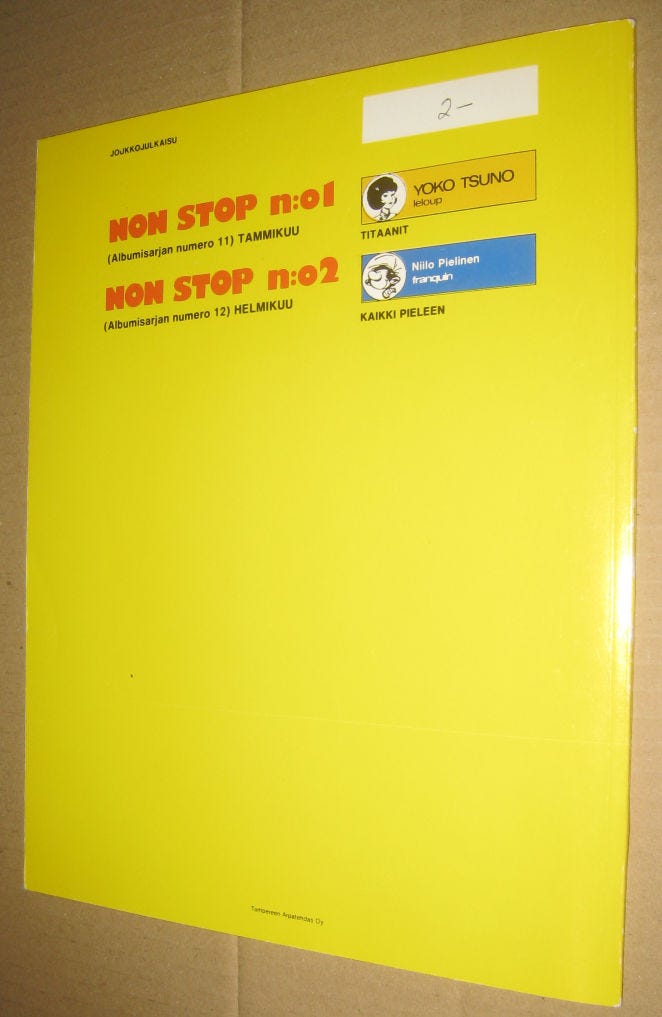 2-
JOUKKOJULKAISU
NON STOP n:o1
(Albumisarjan numero 11) TAMMIKUU
YOKO TSUNO
leloup
TITAANIT
NON STOP n:o2
(Albumisarjan numero 12) HELMIKUU
Niilo Pielinen
franquin
KAIKKI PIELEEN
Tampereen Arpatehdas Oy